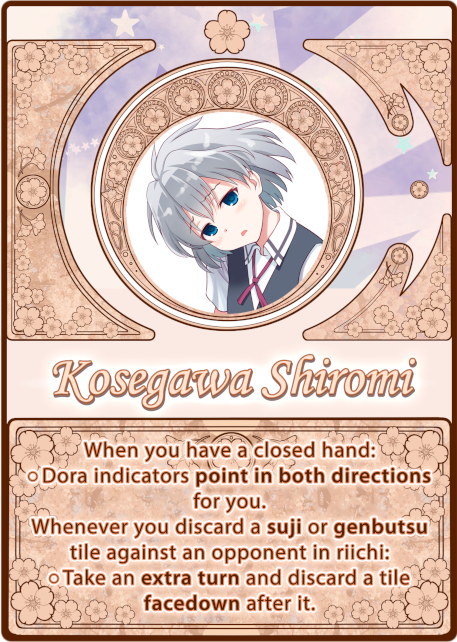 Kosegawa Shiromi
When you have a closed hand:
○Dora indicators point in both directions
for you.
Whenever you discard a suji or genbutsu
tile against an opponent in riichi:
○Take an extra turn and discard a tile
facedown after it.